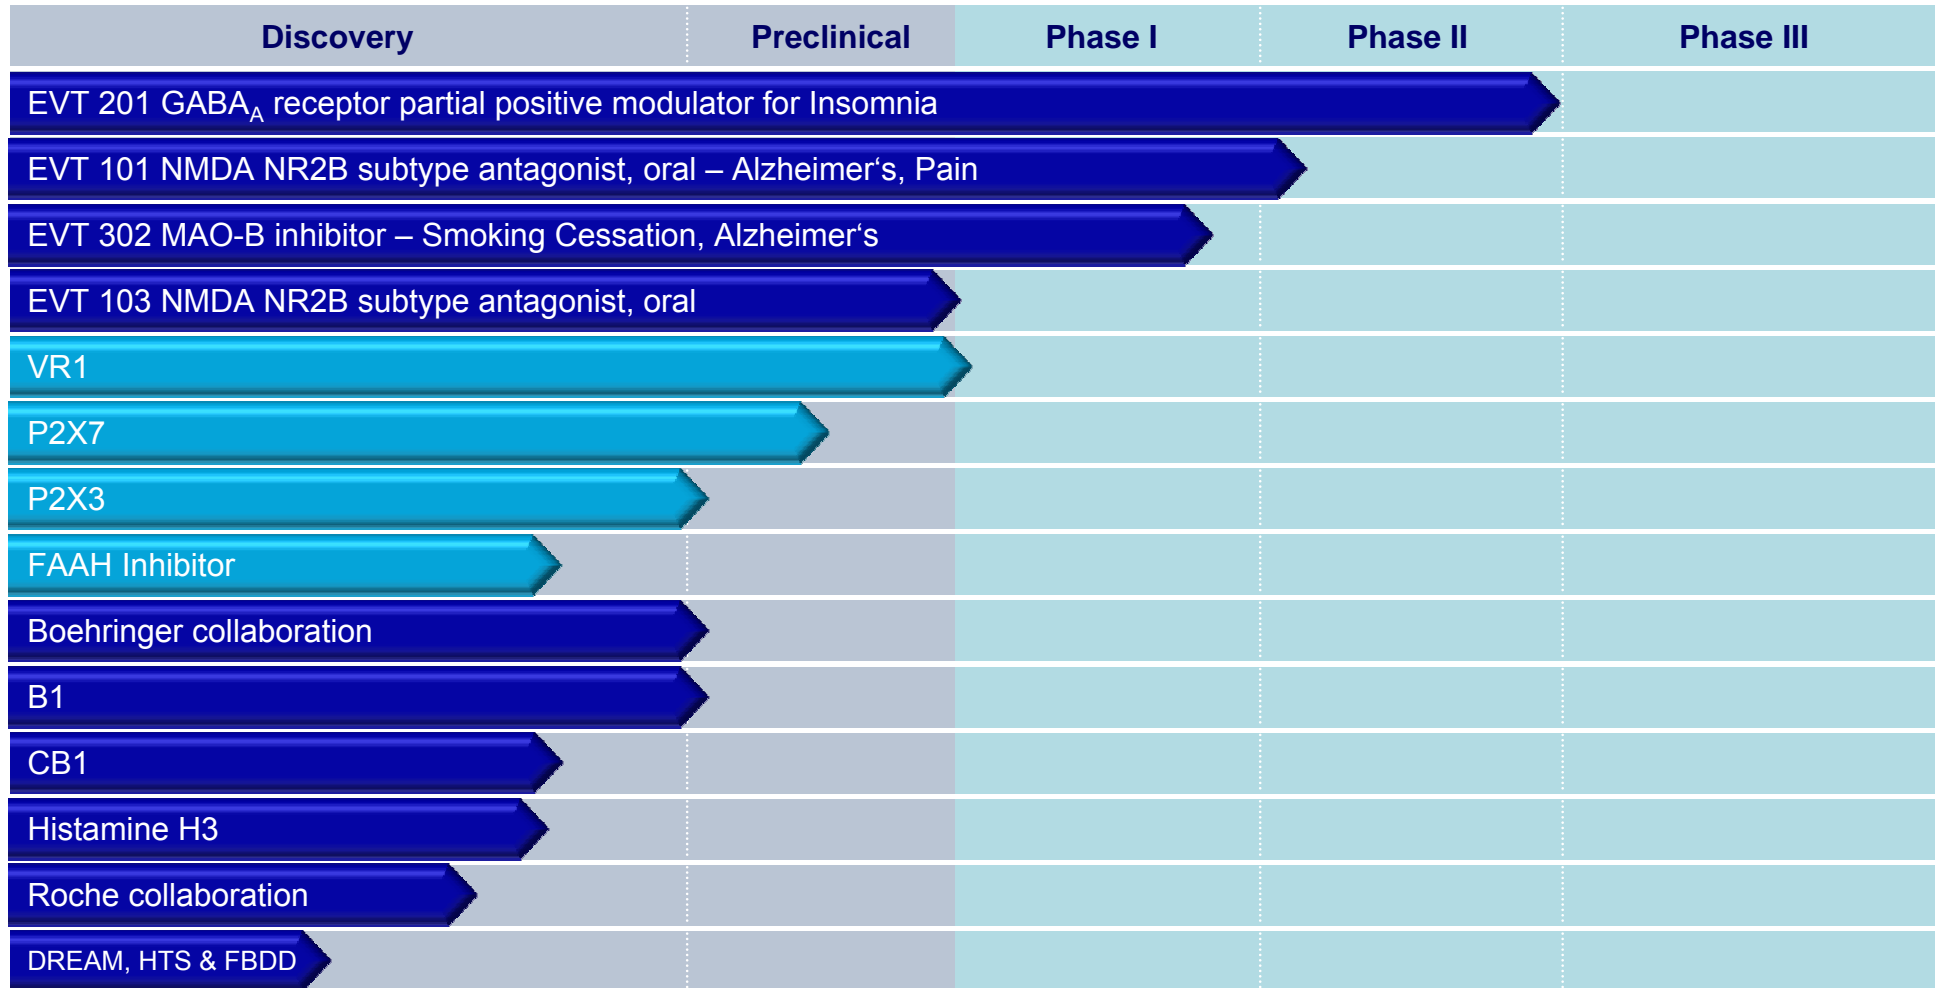 Discovery Preclinical Phase I Phase II Phase III
EVT 201 GABAA receptor partial positive modulator for Insomnia
EVT 101 NMDA NR2B subtype antagonist, oral – Alzheimer‘s, Pain
EVT 302 MAO-B inhibitor – Smoking Cessation, Alzheimer‘s
EVT 103 NMDA NR2B subtype antagonist, oral
VR1
P2X7
P2X3
FAAH Inhibitor
Boehringer collaboration
B1
CB1
Histamine H3
Roche collaboration
DREAM, HTS & FBDD